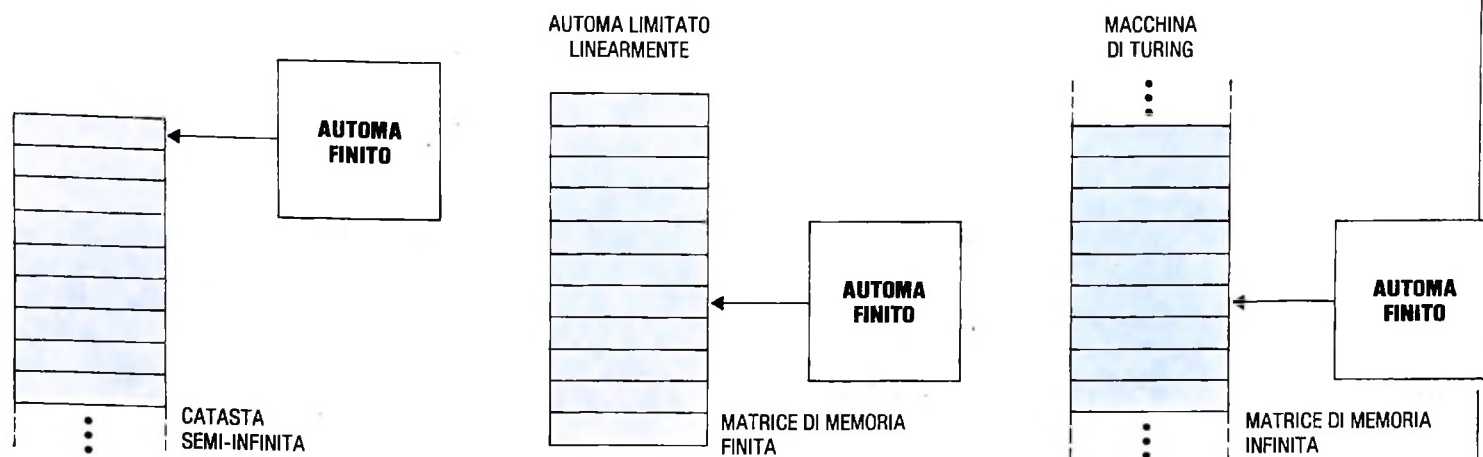 AUTOMA
FINITO
CATASTA
SEMI-INFINITA
AUTOMA LIMITATO
LINEARMENTE
AUTOMA
FINITO
MATRICE DI MEMORIA
FINITA
MACCHINA
DI TURING
AUTOMA
FINITO
MATRICE DI MEMORIA
INFINITA